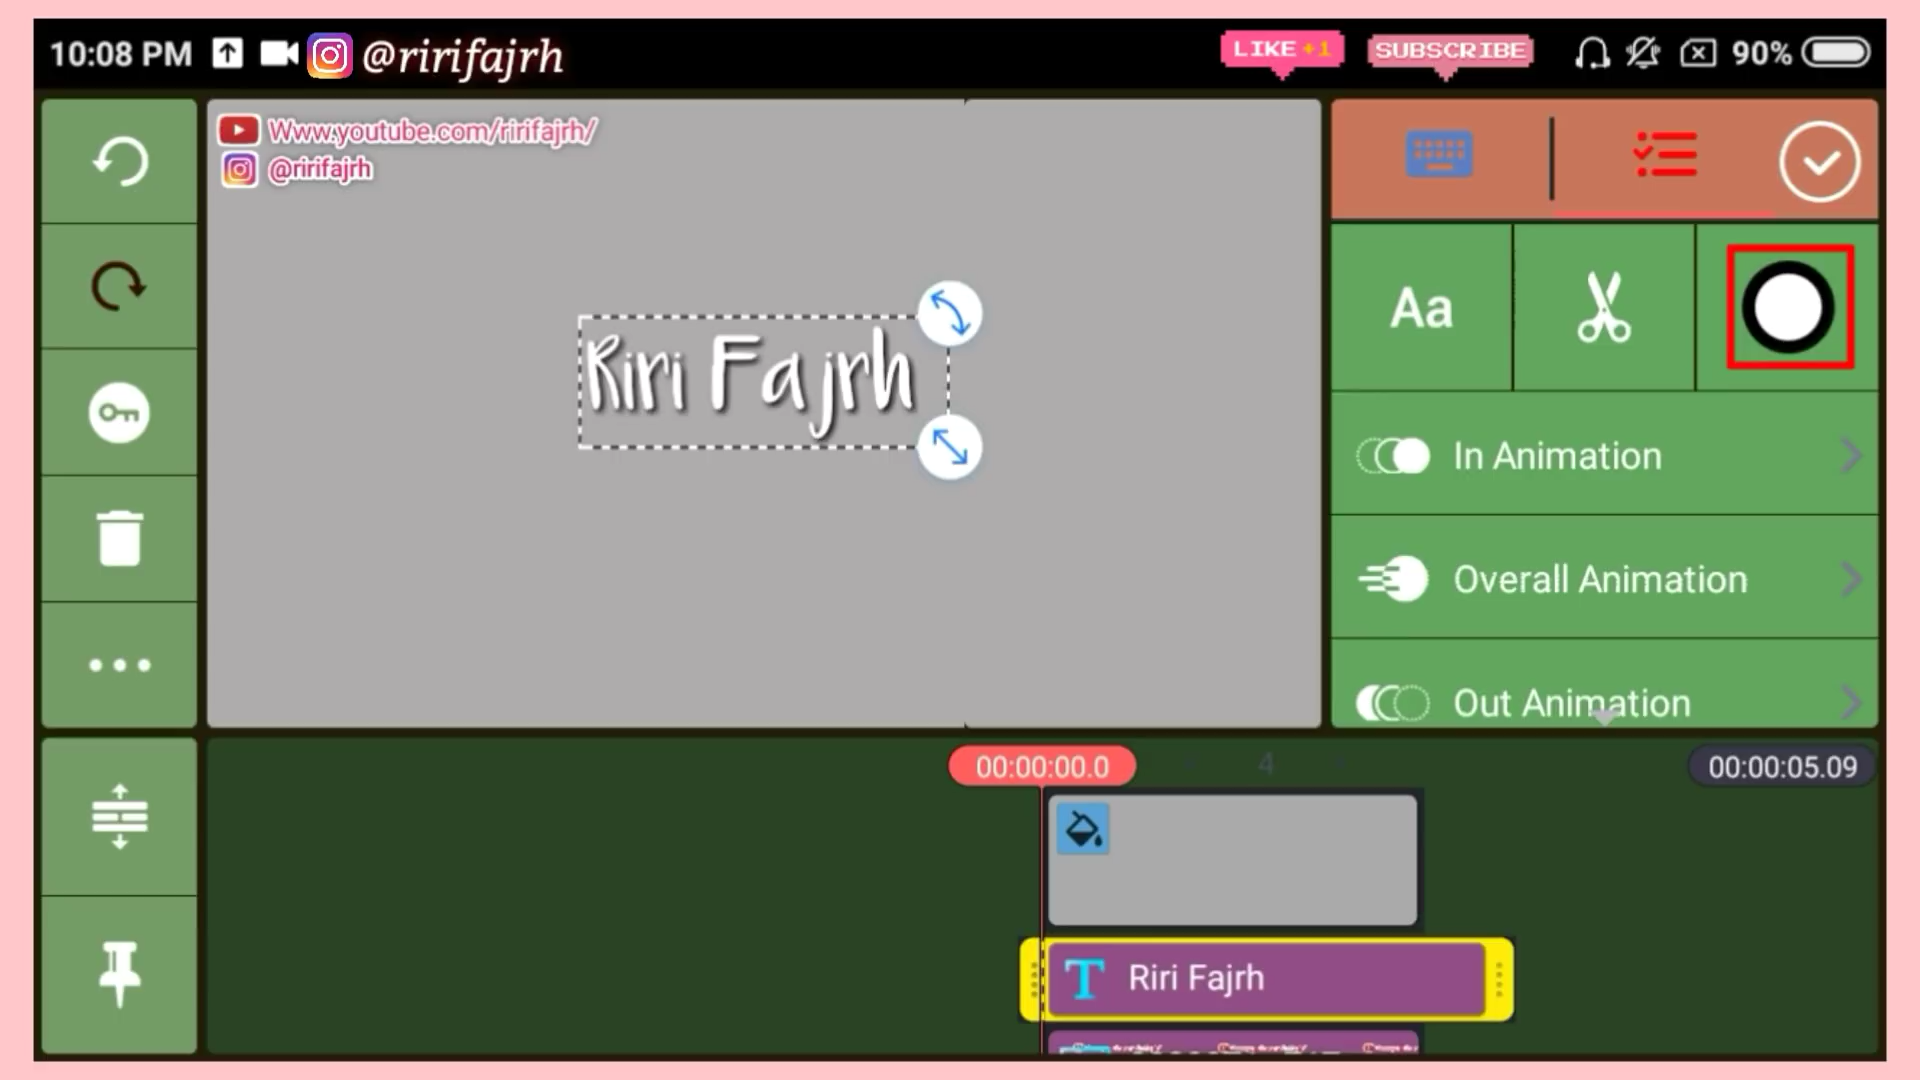 10:08 PM @ririfajrh LIKE +1 SUBSCRIBE 90%
Www.youtube.com/ririfajrh/
@ririfajrh
Riri Fajrh
Aa
In Animation
Overall Animation
Out Animation
00:00:00.0 4 00:00:05.09
T Riri Fajrh